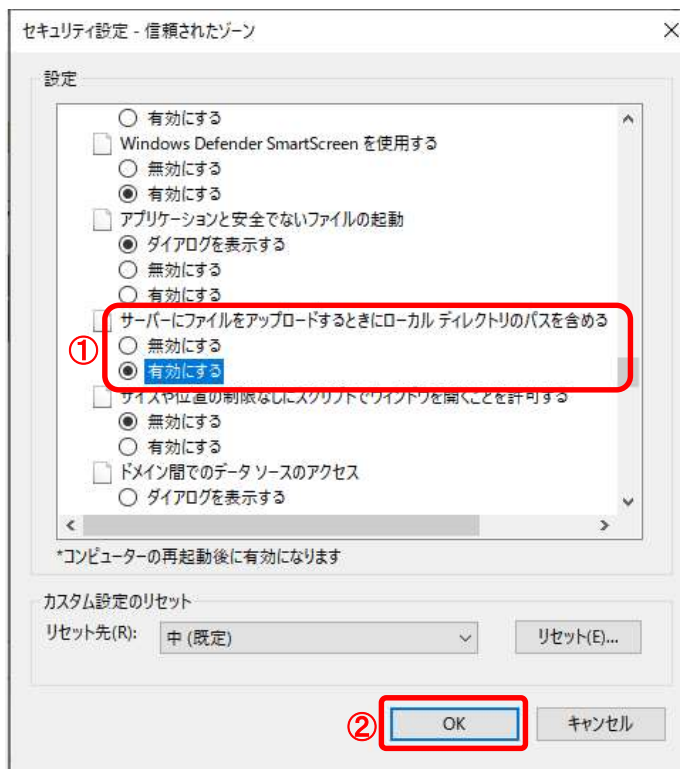 セキュリティ設定 - 信頼されたゾーン
設定
有効にする
Windows Defender SmartScreen を使用する
無効にする
有効にする
アプリケーションと安全でないファイルの起動
ダイアログを表示する
無効にする
有効にする
サーバーにファイルをアップロードするときにローカル ディレクトリのパスを含める
①
無効にする
有効にする
サイズや位置の制限なしにスクリプトでウィンドウを開くことを許可する
無効にする
有効にする
ドメイン間でのデータ ソースのアクセス
ダイアログを表示する
*コンピューターの再起動後に有効になります
カスタム設定のリセット
リセット先(R): 中 (既定) リセット(E)...
② OK キャンセル